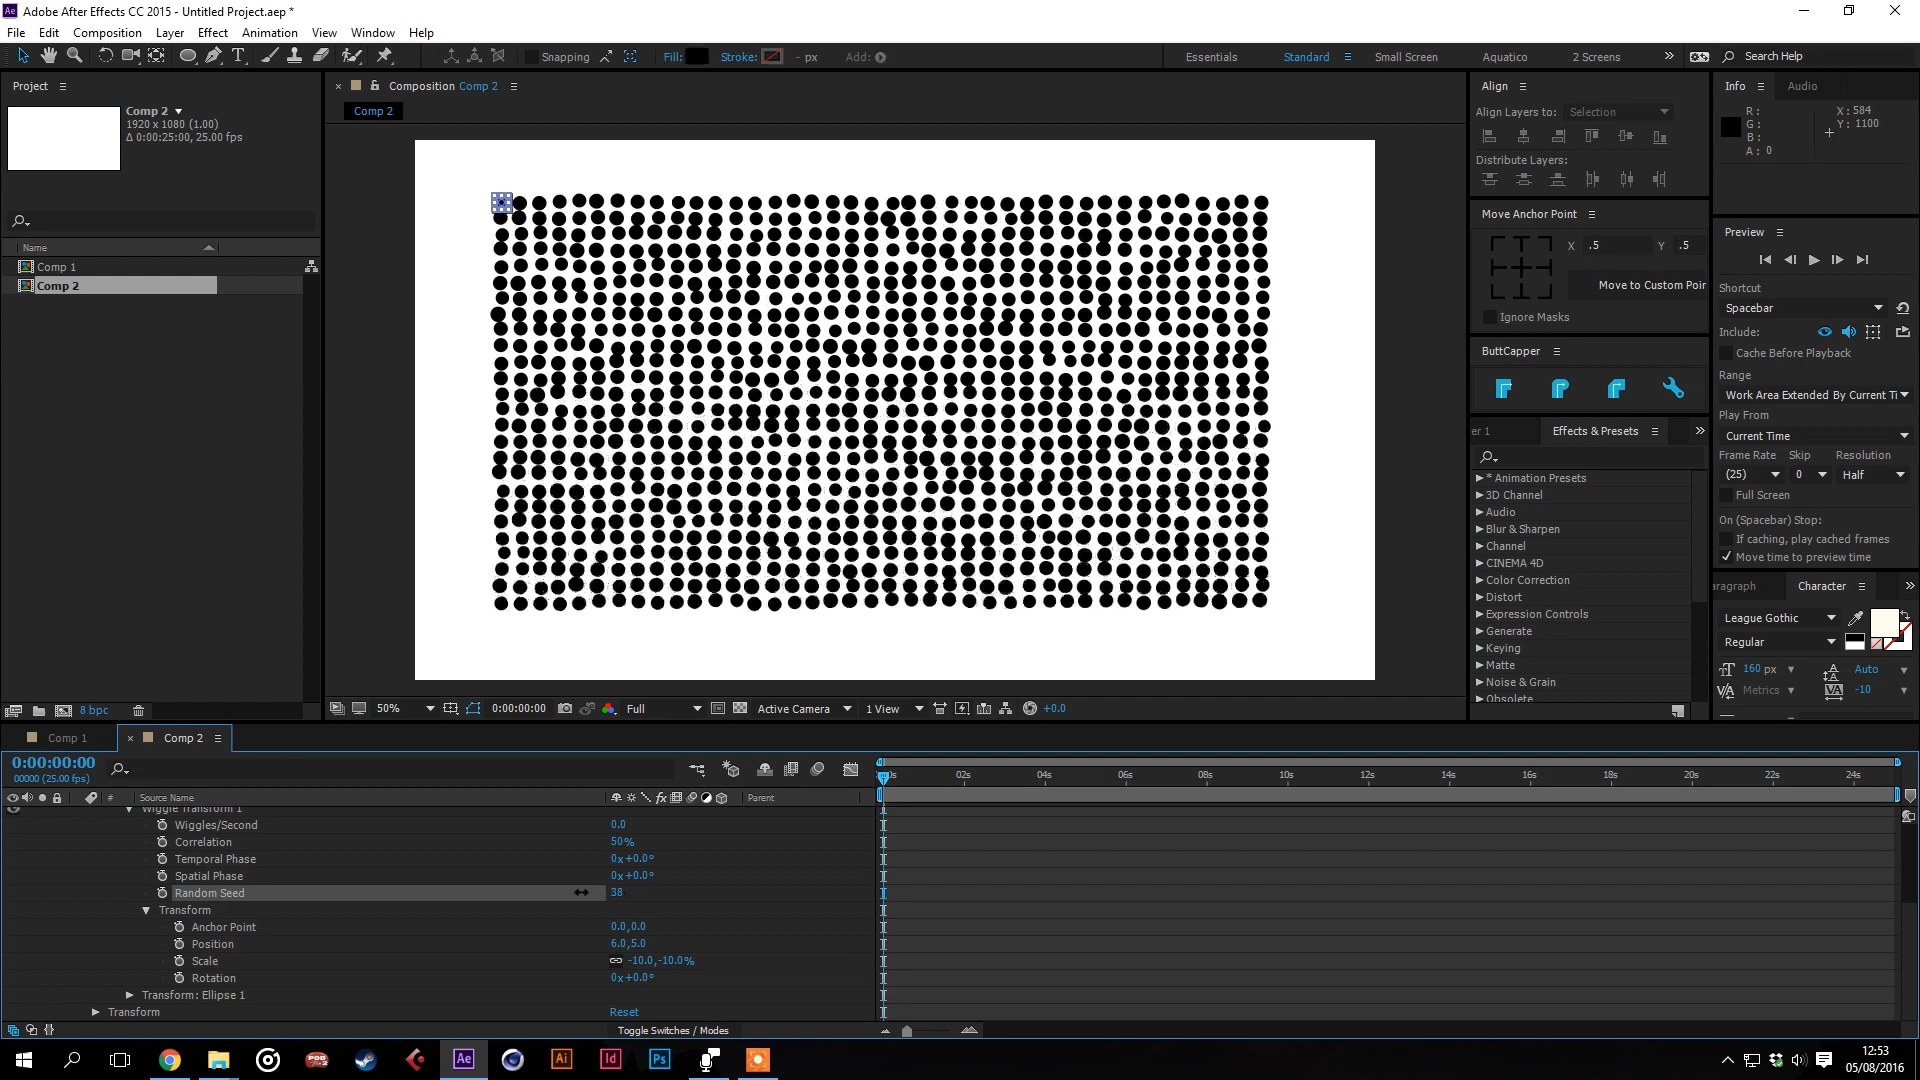 Ae Adobe After Effects CC 2015 - Untitled Project.aep *
File Edit Composition Layer Effect Animation View Window Help
Snapping Fill: Stroke: - px Add: Essentials Standard Small Screen Aquatico 2 Screens » Search Help
Project
Comp 2
1920 x 1080 (1.00)
Δ 0:00:25:00, 25.00 fps
Name
Comp 1
Comp 2
8 bpc
Composition Comp 2
Comp 2
50% 0:00:00:00 Full Active Camera 1 View +0.0
Align
Align Layers to: Selection
Distribute Layers:
Move Anchor Point
X .5 Y .5
Move to Custom Poir
Ignore Masks
ButtCapper
er 1 Effects & Presets »
* Animation Presets
3D Channel
Audio
Blur & Sharpen
Channel
CINEMA 4D
Color Correction
Distort
Expression Controls
Generate
Keying
Matte
Noise & Grain
Obsolete
Info Audio
R : X : 584
G : Y : 1100
B :
A : 0
Preview
Shortcut
Spacebar
Include:
Cache Before Playback
Range
Work Area Extended By Current Ti
Play From
Current Time
Frame Rate Skip Resolution
(25) 0 Half
Full Screen
On (Spacebar) Stop:
If caching, play cached frames
Move time to preview time
aragraph Character »
League Gothic
Regular
160 px Auto
Metrics -10
Comp 1 Comp 2
0:00:00:00
00000 (25.00 fps)
0s 02s 04s 06s 08s 10s 12s 14s 16s 18s 20s 22s 24s
# Source Name fx Parent
Wiggle Transform 1
Wiggles/Second 0.0
Correlation 50%
Temporal Phase 0x+0.0°
Spatial Phase 0x+0.0°
Random Seed 38
Transform
Anchor Point 0.0,0.0
Position 6.0,5.0
Scale -10.0,-10.0%
Rotation 0x+0.0°
Transform: Ellipse 1
Transform Reset
Toggle Switches / Modes
Ae Ai Id Ps
12:53
05/08/2016